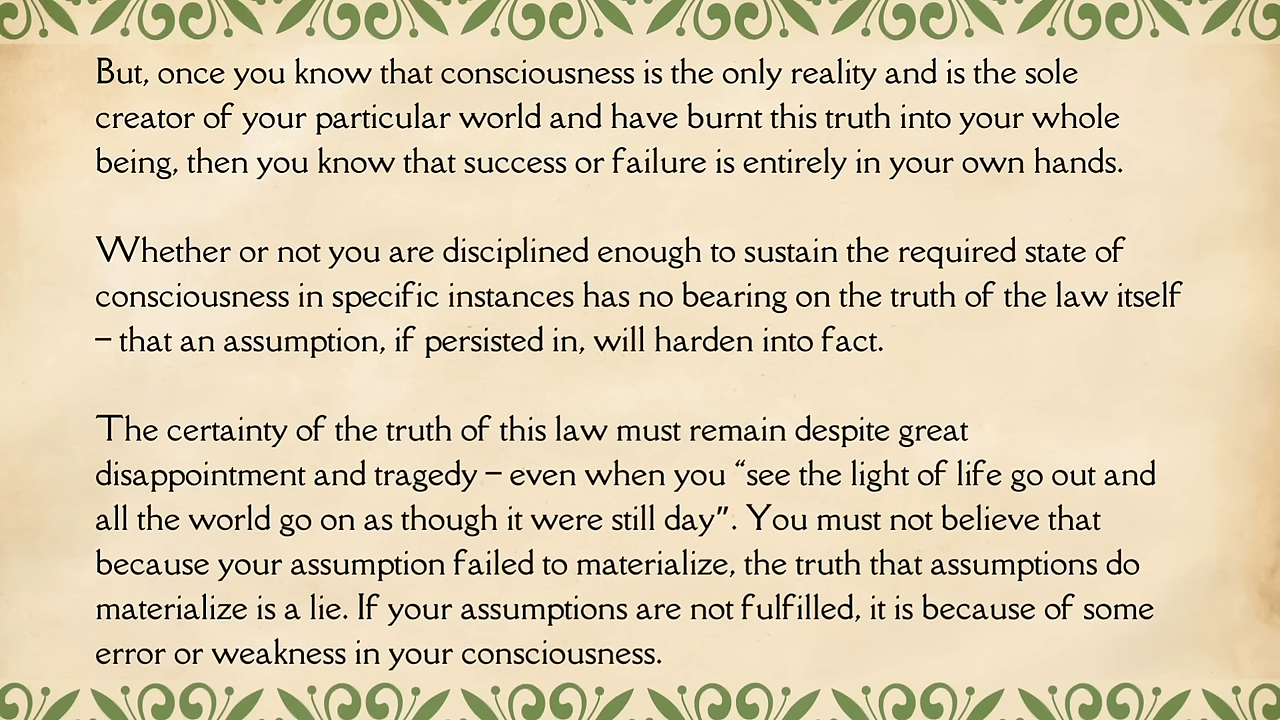 But, once you know that consciousness is the only reality and is the sole
creator of your particular world and have burnt this truth into your whole
being, then you know that success or failure is entirely in your own hands.
Whether or not you are disciplined enough to sustain the required state of
consciousness in specific instances has no bearing on the truth of the law itself
– that an assumption, if persisted in, will harden into fact.
The certainty of the truth of this law must remain despite great
disappointment and tragedy – even when you “see the light of life go out and
all the world go on as though it were still day”. You must not believe that
because your assumption failed to materialize, the truth that assumptions do
materialize is a lie. If your assumptions are not fulfilled, it is because of some
error or weakness in your consciousness.